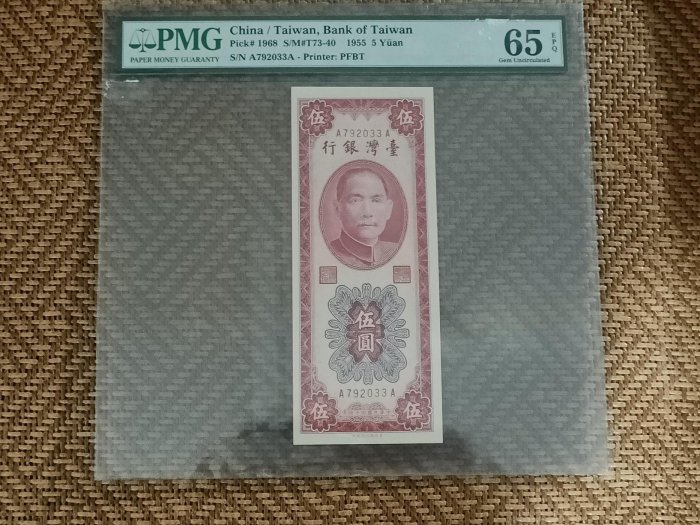 PMG
PAPER MONEY GUARANTY
China / Taiwan, Bank of Taiwan
Pick# 1968 S/M#T73-40 1955 5 Yüan
S/N A792033A - Printer: PFBT
65 EPQ
Gem Uncirculated
伍 伍
A792033A
行銀灣臺
伍圓
A792033A
伍 伍